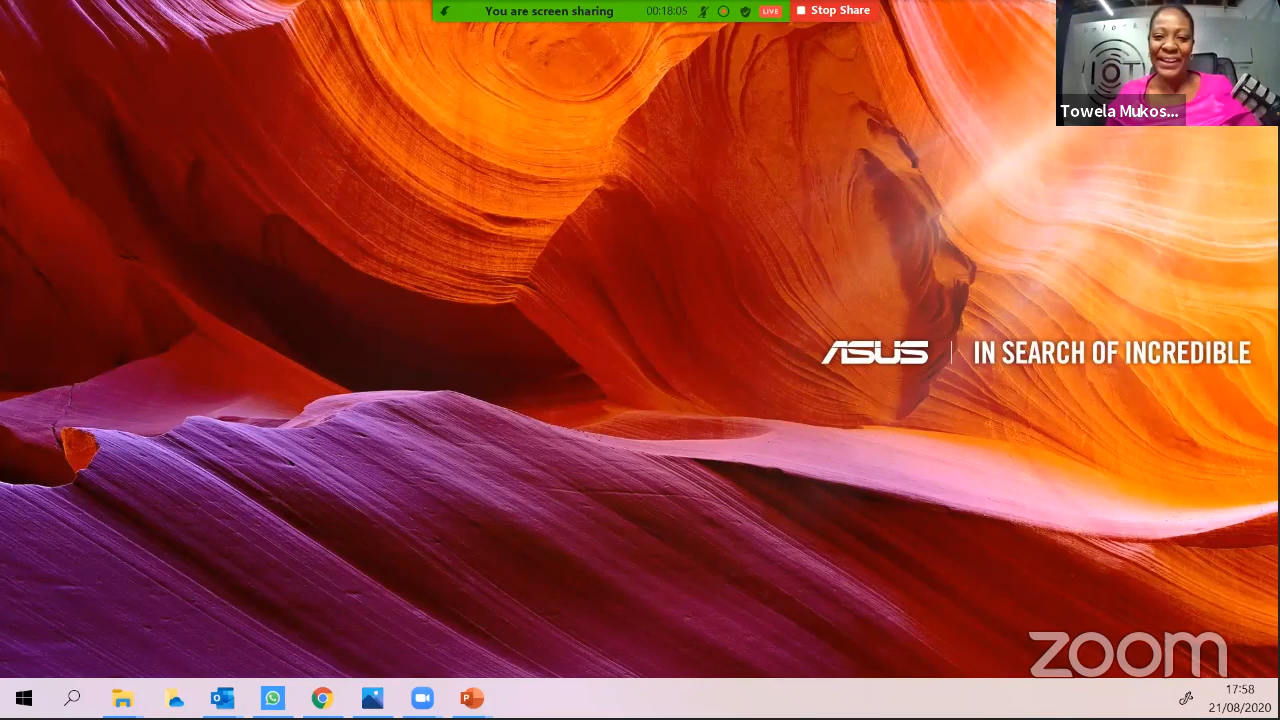 You are screen sharing 00:18:05 LIVE Stop Share
IOT
Towela Mukos...
ASUS IN SEARCH OF INCREDIBLE
zoom
17:58
21/08/2020